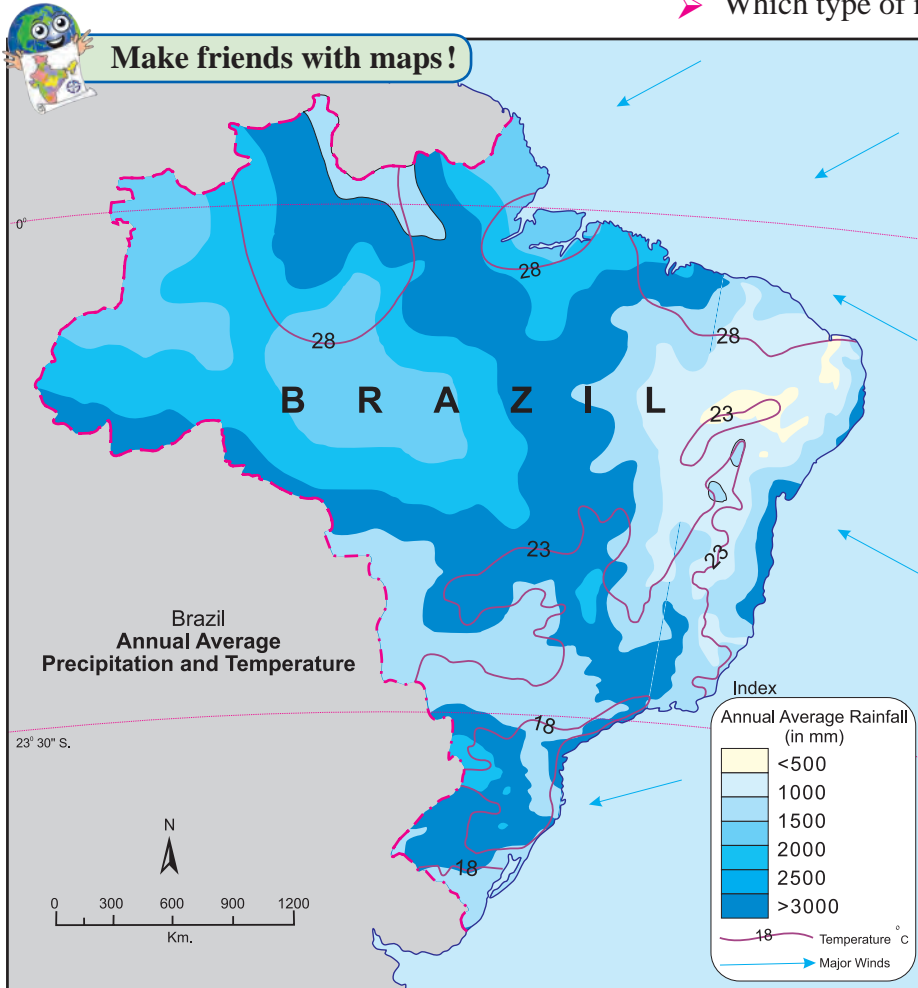 ➤ Which type of
Make friends with maps!
0°
28
28
28
B R A Z I L
23
23
23
Brazil
Annual Average
Precipitation and Temperature
18
23° 30" S.
18
N
0 300 600 900 1200
Km.
Index
Annual Average Rainfall
(in mm)
<500
1000
1500
2000
2500
>3000
18 Temperature °C
Major Winds